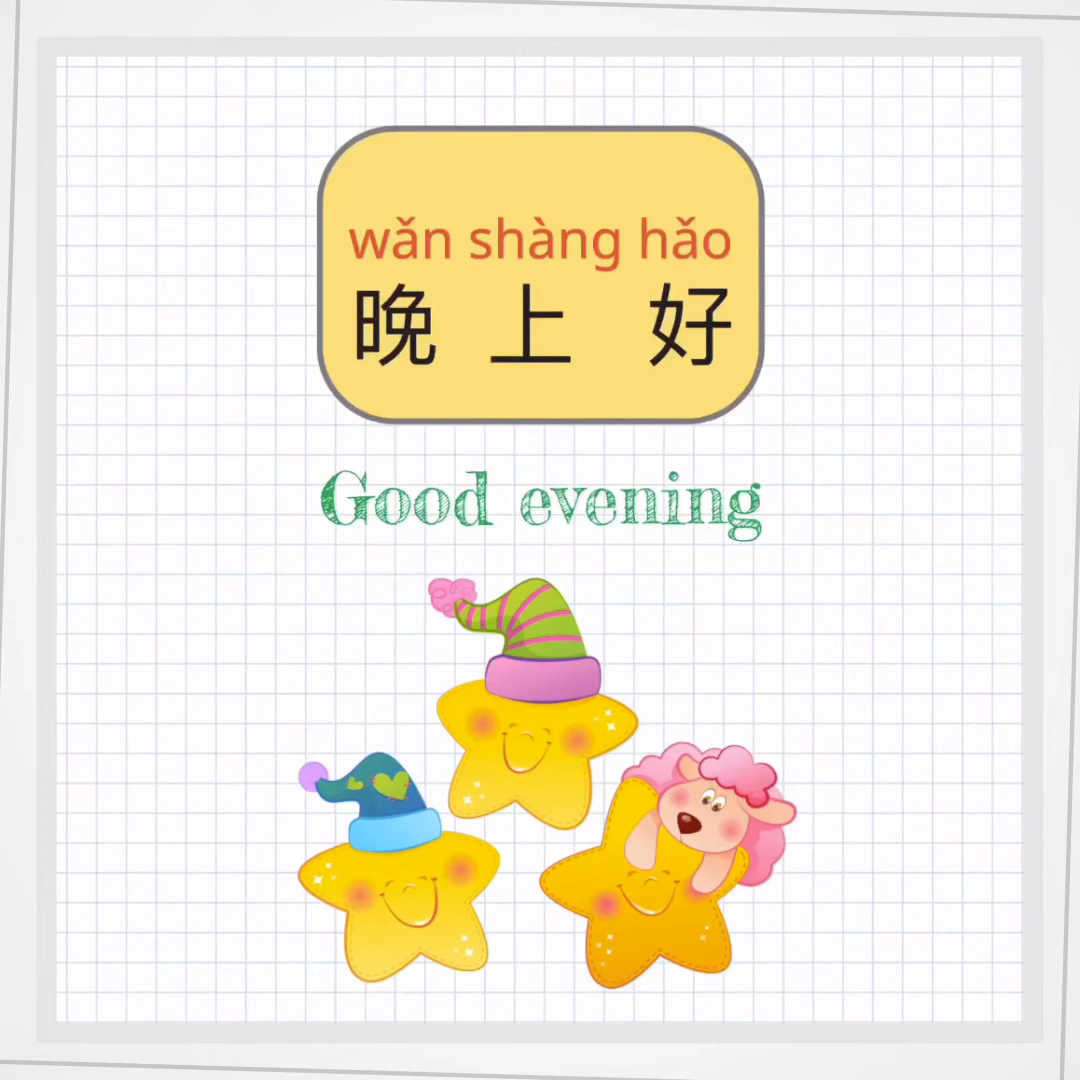 wǎn shàng hǎo
晚 上 好
Good evening